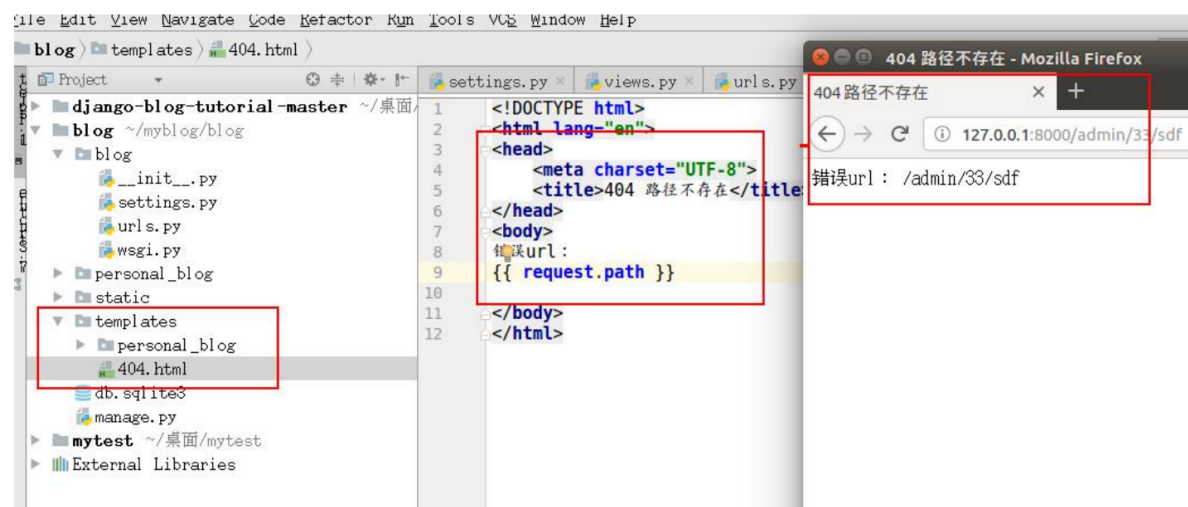 File Edit View Navigate Code Refactor Run Tools VCS Window Help
blog templates 404.html
Project
django-blog-tutorial-master ~/桌面/
blog ~/myblog/blog
blog
__init__.py
settings.py
urls.py
wsgi.py
personal_blog
static
templates
personal_blog
404.html
db.sqlite3
manage.py
mytest ~/桌面/mytest
External Libraries
settings.py × views.py × urls.py
1 <!DOCTYPE html>
2 <html lang="en">
3 <head>
4 <meta charset="UTF-8">
5 <title>404 路径不存在</title
6 </head>
7 <body>
8 错误url：
9 {{ request.path }}
10
11 </body>
12 </html>
404 路径不存在 - Mozilla Firefox
404 路径不存在 × +
127.0.0.1:8000/admin/33/sdf
错误url： /admin/33/sdf